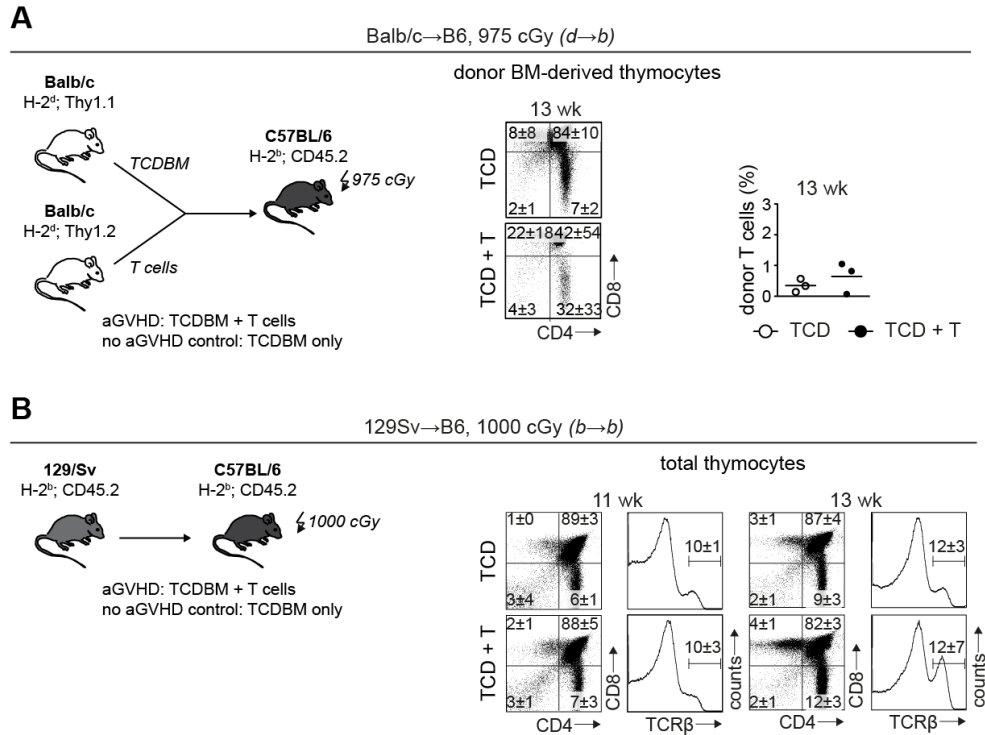 A
Balb/c→B6, 975 cGy (d→b)
Balb/c
H-2ᵈ; Thy1.1
TCDBM
C57BL/6
H-2ᵇ; CD45.2
975 cGy
Balb/c
H-2ᵈ; Thy1.2
T cells
aGVHD: TCDBM + T cells
no aGVHD control: TCDBM only
donor BM-derived thymocytes
13 wk
TCD
8±8 84±10
2±1 7±2
TCD + T
22±18 42±54
4±3 32±33
CD8→
CD4→
13 wk
donor T cells (%)
3
2
1
0
TCD TCD + T
B
129Sv→B6, 1000 cGy (b→b)
129/Sv
H-2ᵇ; CD45.2
C57BL/6
H-2ᵇ; CD45.2
1000 cGy
aGVHD: TCDBM + T cells
no aGVHD control: TCDBM only
total thymocytes
11 wk 13 wk
TCD
1±0 89±3
3±4 6±1
10±1
3±1 87±4
2±1 9±3
12±3
TCD + T
2±1 88±5
3±1 7±3
10±3
4±1 82±3
2±1 12±3
12±7
CD8→ counts→ CD8→ counts→
CD4→ TCRβ→ CD4→ TCRβ→